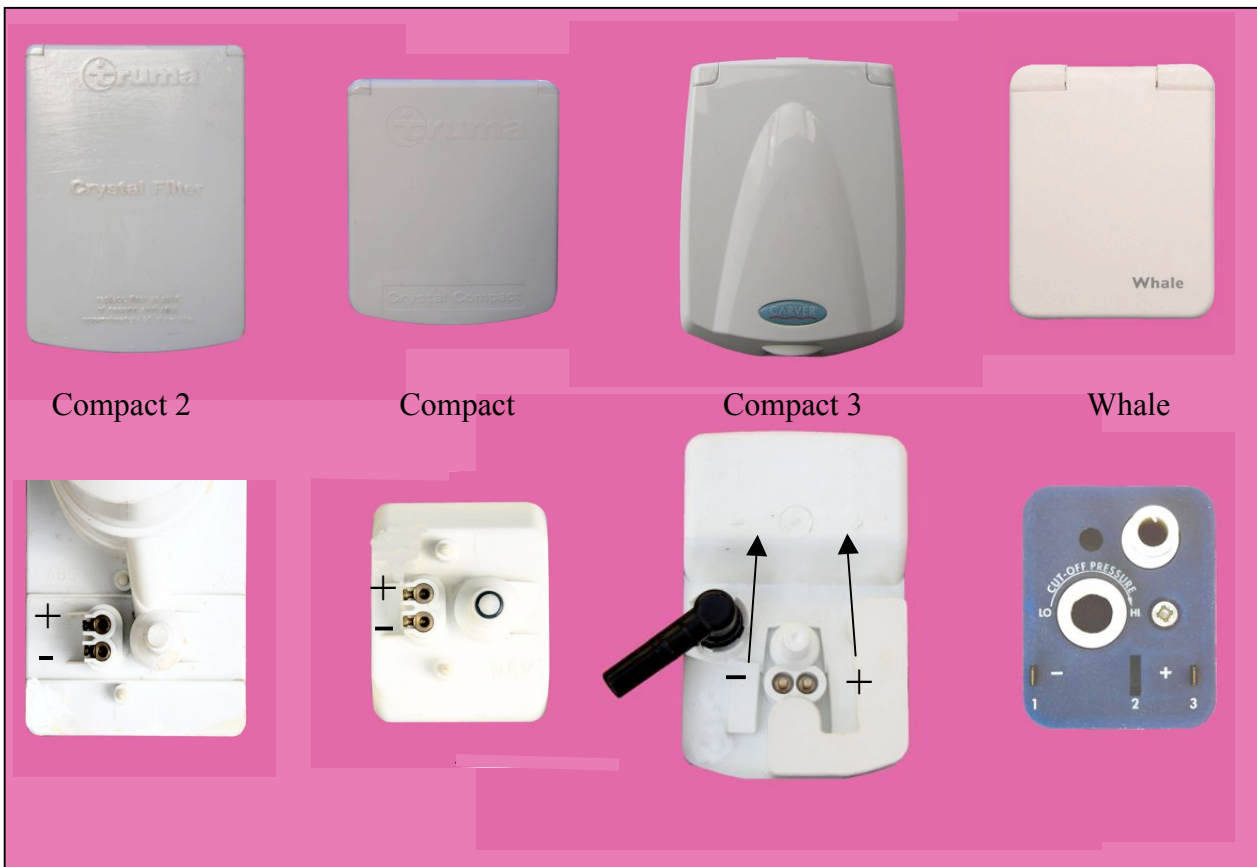 truma
Crystal Filter
truma
Crystal Compact
CARVER
Whale
Compact 2
Compact
Compact 3
Whale
+
-
+
-
- +
CUT-OFF PRESSURE
LO HI
- +
1 2 3